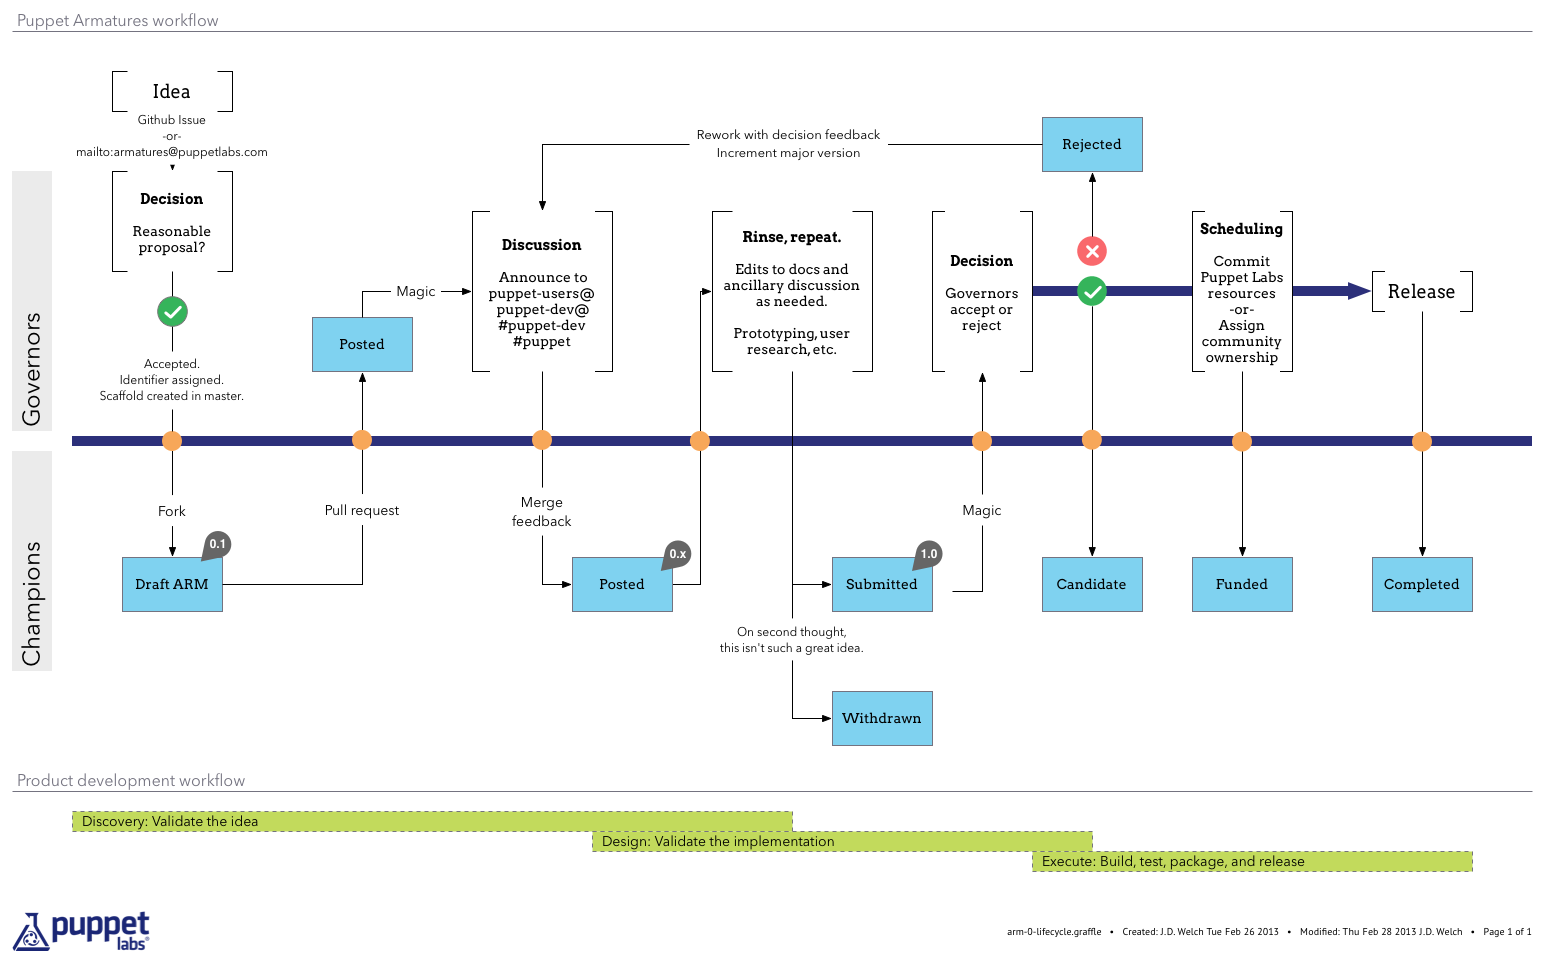 Puppet Armatures workflow
Idea
Github Issue
-or-
mailto:armatures@puppetlabs.com
Decision
Reasonable
proposal?
Accepted.
Identifier assigned.
Scaffold created in master.
Governors
Fork
Draft ARM
0.1
Pull request
Posted
Magic
Discussion
Announce to
puppet-users@
puppet-dev@
#puppet-dev
#puppet
Merge
feedback
Posted
0.x
Rinse, repeat.
Edits to docs and
ancillary discussion
as needed.
Prototyping, user
research, etc.
Submitted
1.0
On second thought,
this isn't such a great idea.
Withdrawn
Magic
Decision
Governors
accept or
reject
Rejected
Rework with decision feedback
Increment major version
Candidate
Scheduling
Commit
Puppet Labs
resources
-or-
Assign
community
ownership
Funded
Release
Completed
Champions
Product development workflow
Discovery: Validate the idea
Design: Validate the implementation
Execute: Build, test, package, and release
puppet
labs®
arm-0-lifecycle.graffle • Created: J.D. Welch Tue Feb 26 2013 • Modified: Thu Feb 28 2013 J.D. Welch • Page 1 of 1